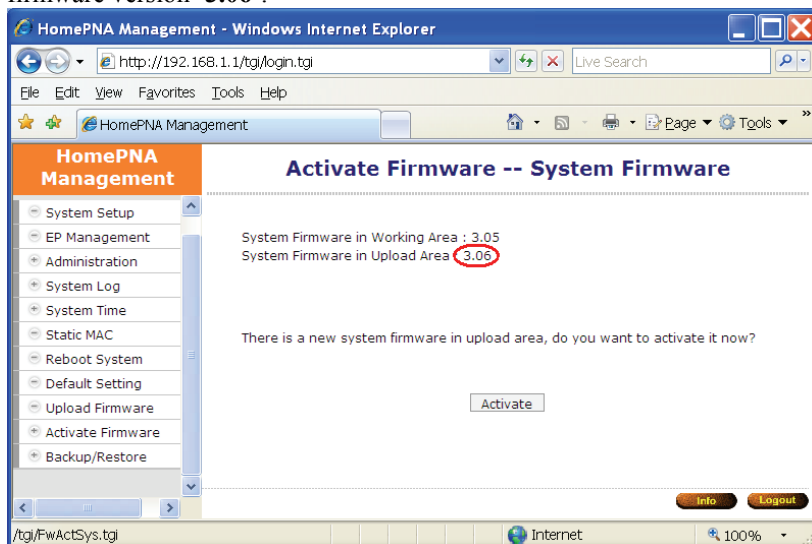 firmware version "3.06".
HomePNA Management - Windows Internet Explorer
http://192.168.1.1/tgi/login.tgi
Live Search
File Edit View Favorites Tools Help
HomePNA Management
Page Tools »
HomePNA
Management
Activate Firmware -- System Firmware
System Setup
EP Management
Administration
System Log
System Time
Static MAC
Reboot System
Default Setting
Upload Firmware
Activate Firmware
Backup/Restore
System Firmware in Working Area : 3.05
System Firmware in Upload Area : 3.06
There is a new system firmware in upload area, do you want to activate it now?
Activate
Info Logout
/tgi/FwActSys.tgi Internet 100%